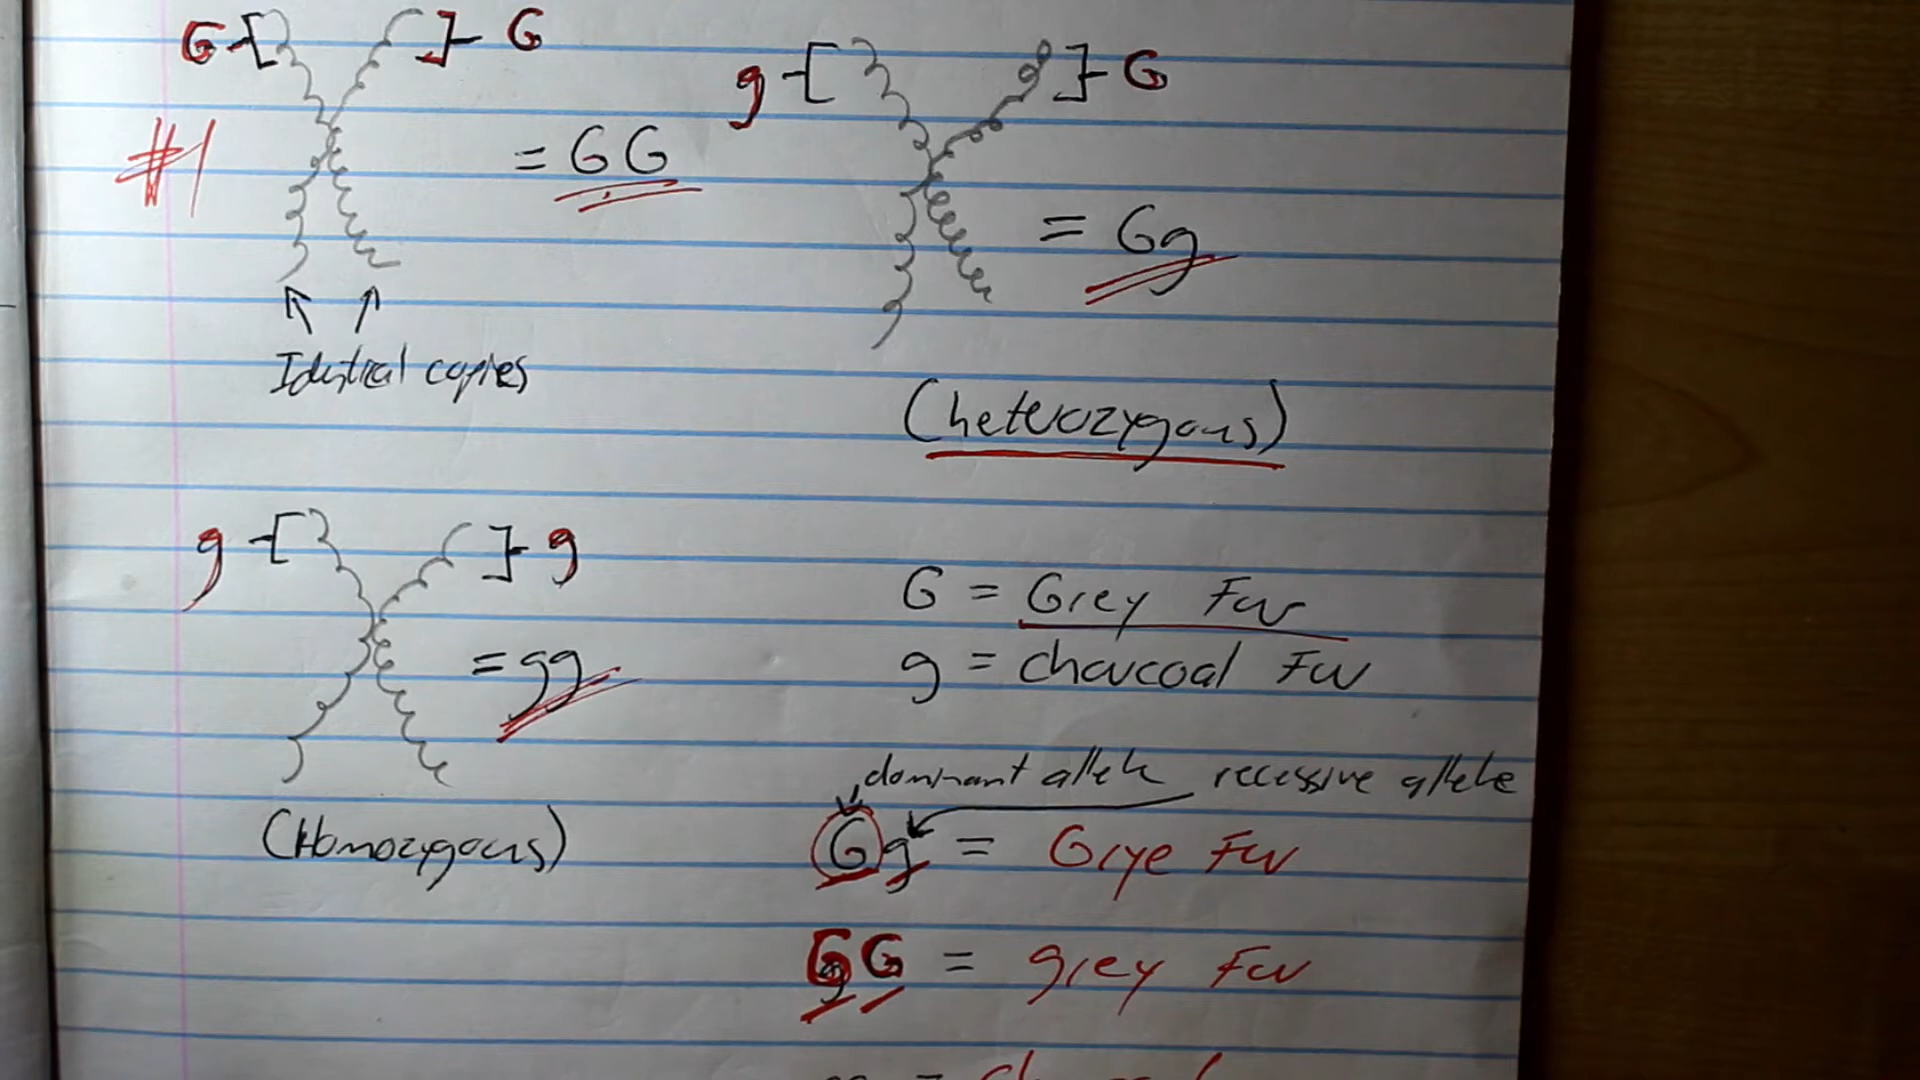 G G
#1
= GG
Identical copies
g G
= Gg
(heterozygous)
g g
= gg
(Homozygous)
G = Grey Fur
g = charcoal Fur
dominant allele recessive allele
Gg = Grye Fur
GG = grey Fur